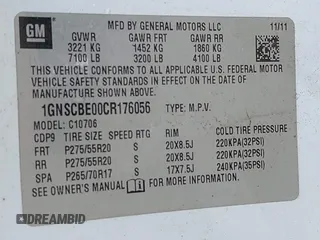 GM
MFD BY GENERAL MOTORS LLC 11/11
GVWR GAWR FRT GAWR RR
3221 KG 1452 KG 1860 KG
7100 LB 3200 LB 4100 LB
THIS VEHICLE CONFORMS TO ALL APPLICABLE
U.S. FEDERAL MOTOR VEHICLE SAFETY
STANDARDS IN EFFECT ON THE DATE OF
MANUFACTURE SHOWN ABOVE.
1GNSCBE00CR176056 TYPE: M.P.V.
MODEL: C10706
CDP9 TIRE SIZE SPEED RTG RIM COLD TIRE PRESSURE
FRT P275/55R20 S 20X8.5J 220KPA(32PSI)
RR P275/55R20 S 20X8.5J 220KPA(32PSI)
SPA P265/70R17 S 17X7.5J 240KPA(35PSI)
SEE OWNER'S MANUAL FOR MORE INFORMATION.
DREAMBID